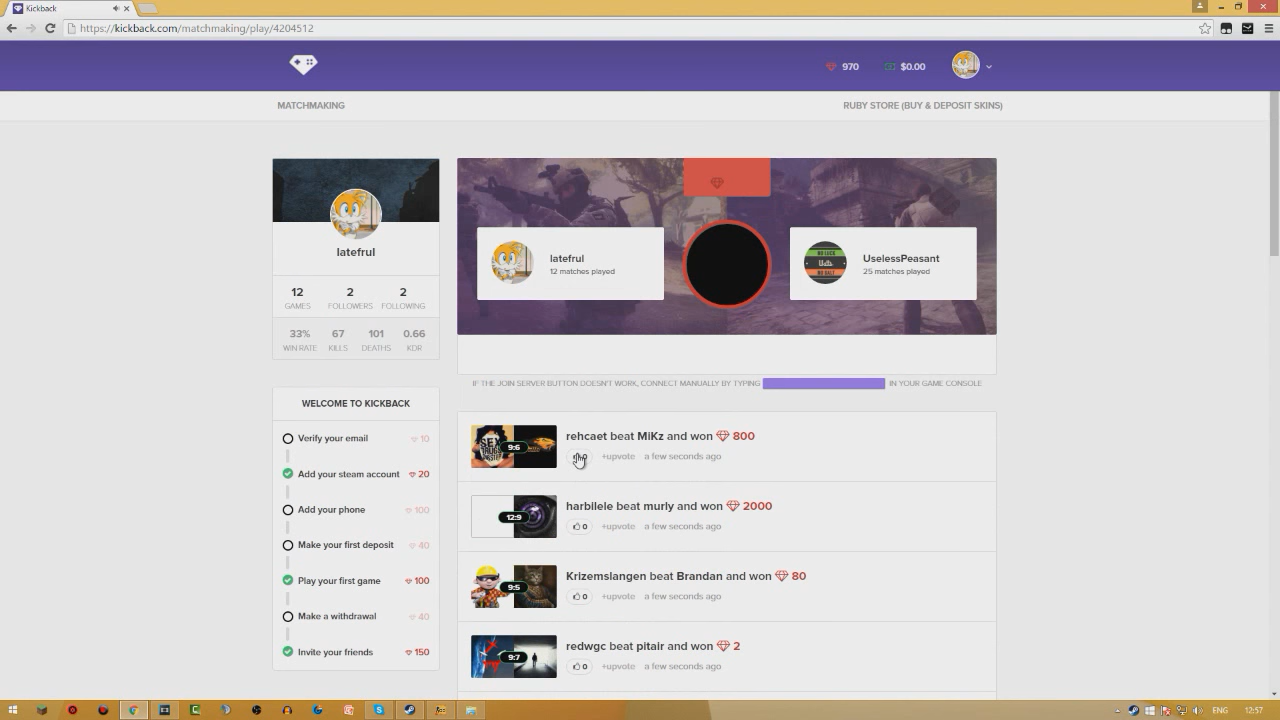 Kickback
https://kickback.com/matchmaking/play/4204512
970
$0.00
MATCHMAKING
RUBY STORE (BUY & DEPOSIT SKINS)
latefrul
12
2
2
GAMES
FOLLOWERS
FOLLOWING
33%
67
101
0.66
WIN RATE
KILLS
DEATHS
KDR
WELCOME TO KICKBACK
Verify your email 10
Add your steam account 20
Add your phone 100
Make your first deposit 40
Play your first game 100
Make a withdrawal 40
Invite your friends 150
latefrul
12 matches played
NO LUCK
NO SALT
UselessPeasant
25 matches played
IF THE JOIN SERVER BUTTON DOESN'T WORK, CONNECT MANUALLY BY TYPING
IN YOUR GAME CONSOLE
9:6
rehcaet beat MiKz and won 800
+upvote a few seconds ago
12:9
harbilele beat murly and won 2000
0 +upvote a few seconds ago
9:5
Krizemslangen beat Brandan and won 80
0 +upvote a few seconds ago
9:7
redwgc beat pitair and won 2
0 +upvote a few seconds ago
ENG
12:57